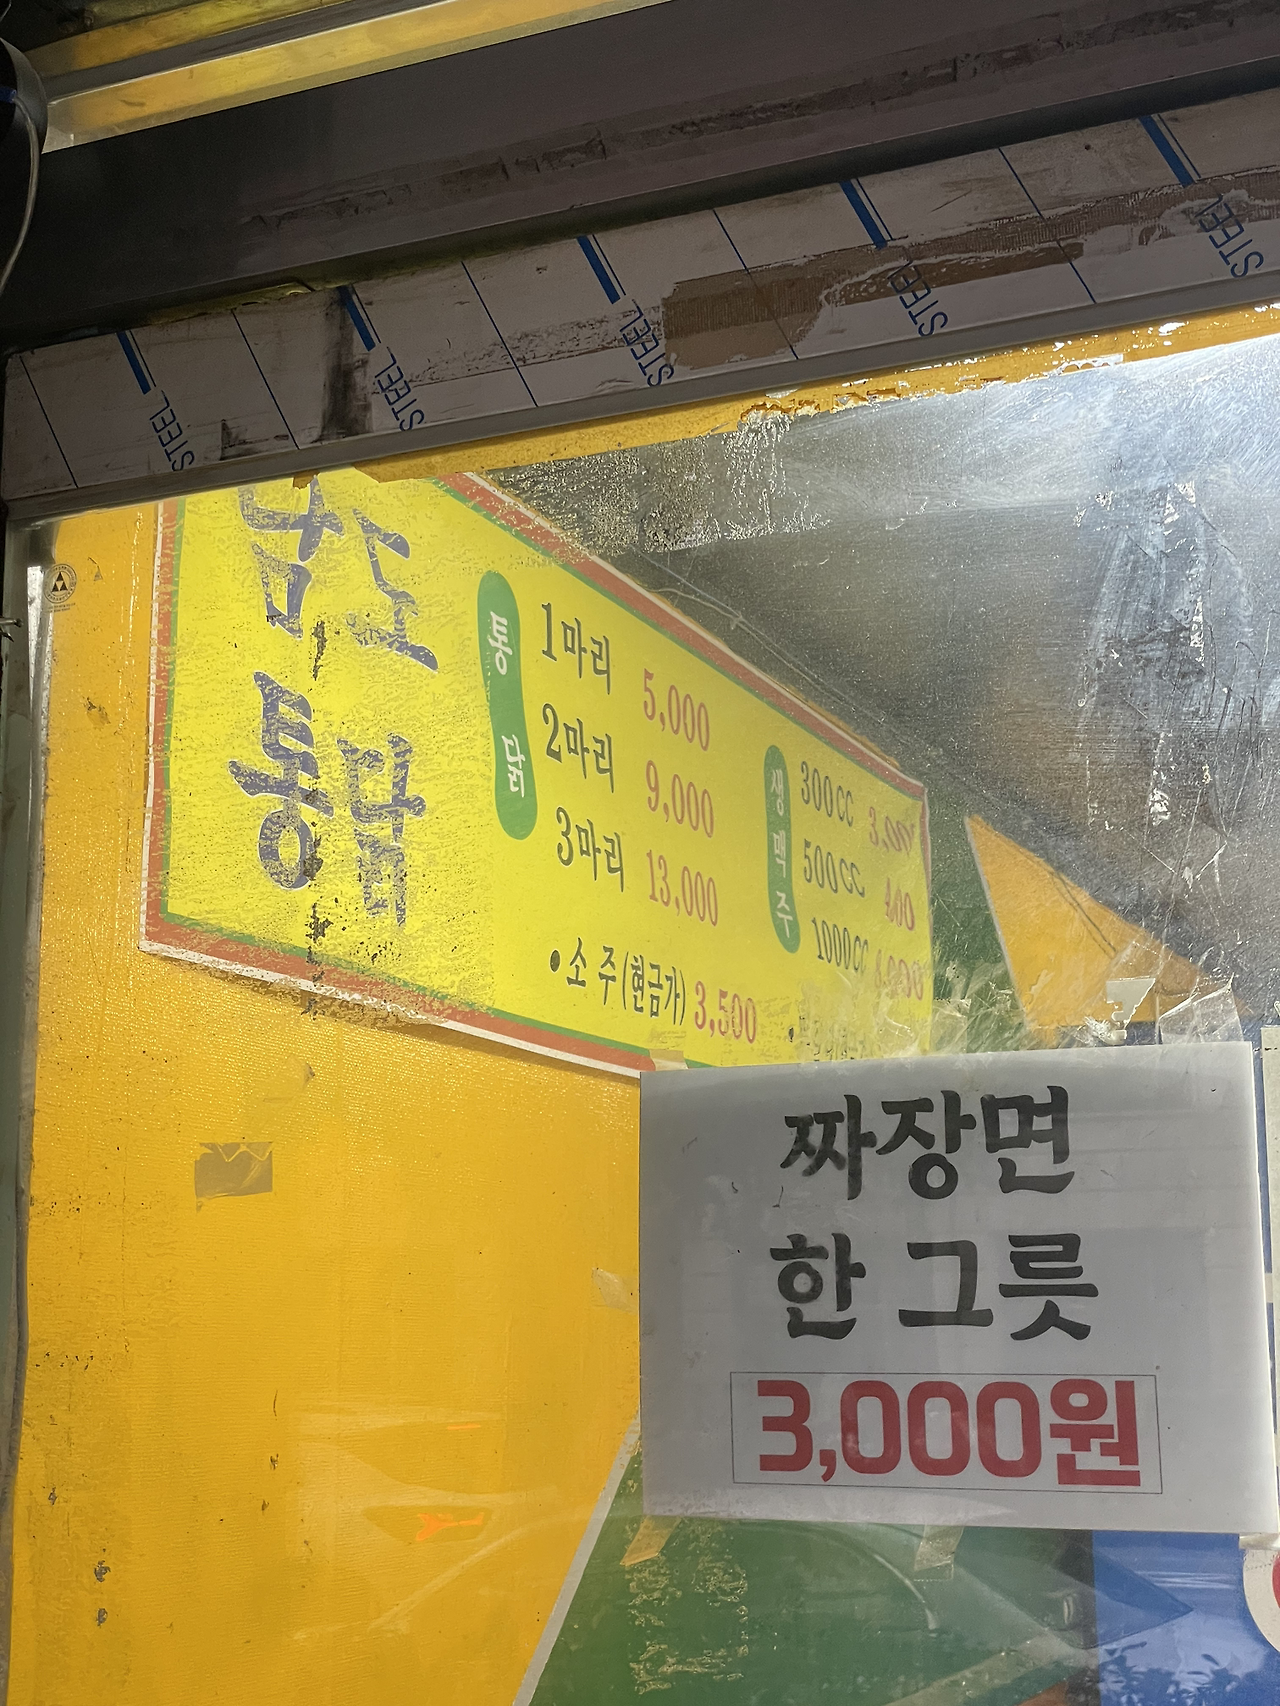 STEEL STEEL STEEL STEEL STEEL
통닭
통닭
1마리 5,000
2마리 9,000
3마리 13,000
• 소주(현금가) 3,500
생맥주
300cc 3,000
500cc
1000cc
짜장면
한 그릇
3,000원